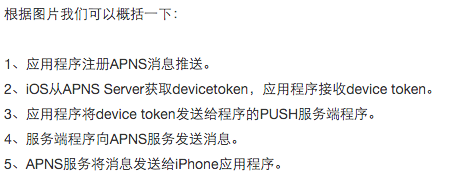 根据图片我们可以概括一下：
1、应用程序注册APNS消息推送。
2、iOS从APNS Server获取devicetoken，应用程序接收device token。
3、应用程序将device token发送给程序的PUSH服务端程序。
4、服务端程序向APNS服务发送消息。
5、APNS服务将消息发送给iPhone应用程序。